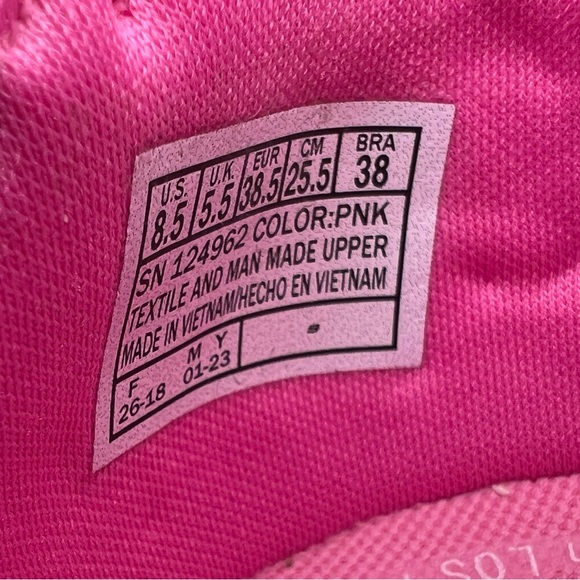 U.S. U.K. EUR CM BRA
8.5 5.5 38.5 25.5 38
SN 124962 COLOR:PNK
TEXTILE AND MAN MADE UPPER
MADE IN VIETNAM/HECHO EN VIETNAM
F M Y
26-18 01-23
LOS